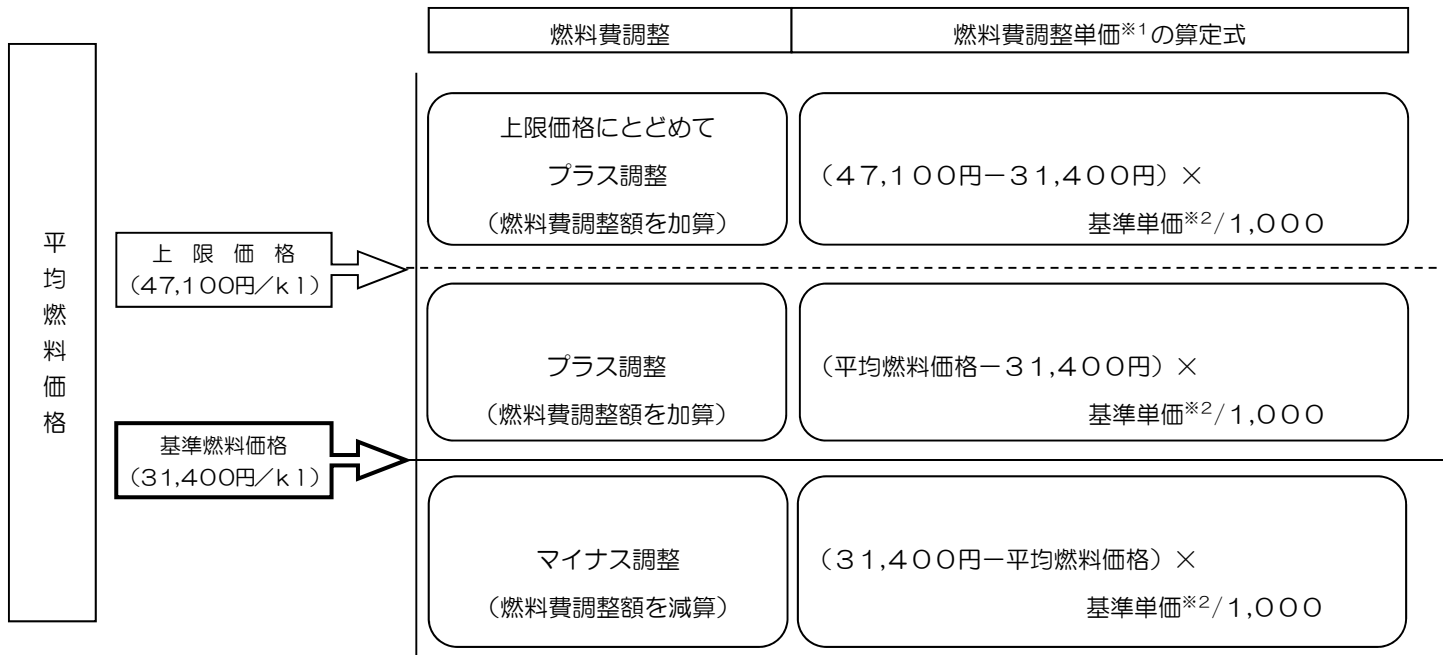 燃料費調整
燃料費調整単価※1の算定式
平均燃料価格
上限価格にとどめて
プラス調整
(燃料費調整額を加算)
(47,100円-31,400円)×
基準単価※2/1,000
上 限 価 格
(47,100円/kl)
プラス調整
(燃料費調整額を加算)
(平均燃料価格-31,400円)×
基準単価※2/1,000
基準燃料価格
(31,400円/kl)
マイナス調整
(燃料費調整額を減算)
(31,400円-平均燃料価格)×
基準単価※2/1,000